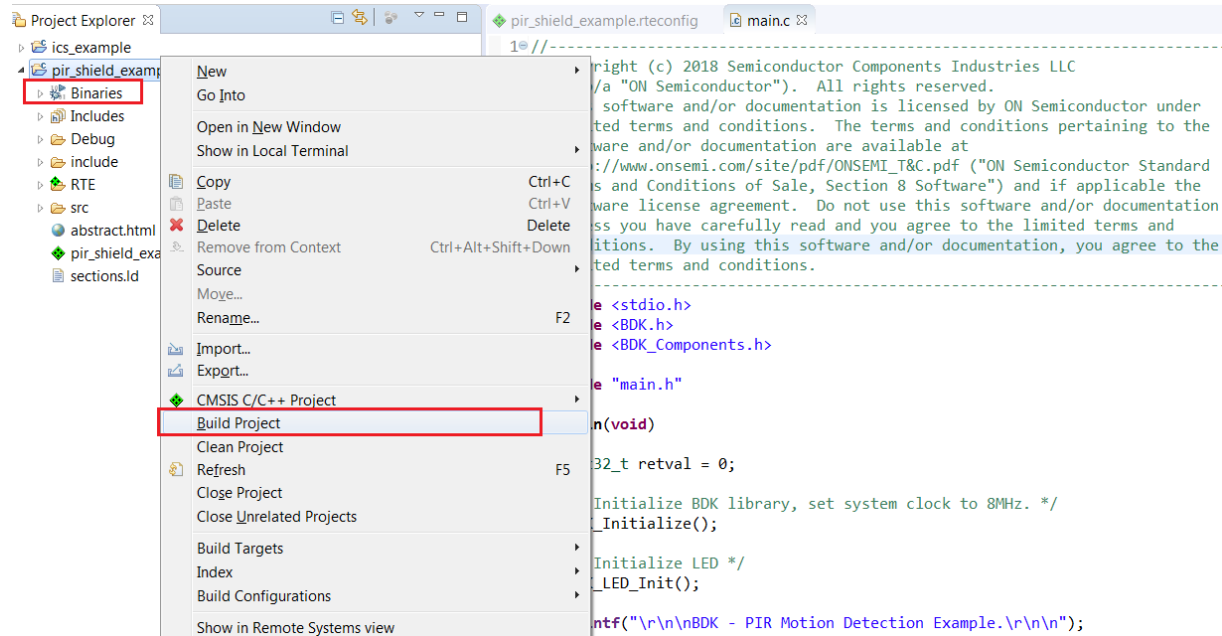 Project Explorer
ics_example
pir_shield_examp
Binaries
Includes
Debug
include
RTE
src
abstract.html
pir_shield_exa
sections.ld
New
Go Into
Open in New Window
Show in Local Terminal
Copy Ctrl+C
Paste Ctrl+V
Delete Delete
Remove from Context Ctrl+Alt+Shift+Down
Source
Move...
Rename... F2
Import...
Export...
CMSIS C/C++ Project
Build Project
Clean Project
Refresh F5
Close Project
Close Unrelated Projects
Build Targets
Index
Build Configurations
Show in Remote Systems view
pir_shield_example.rteconfig
main.c
1 //-----------------------------------------------------------------------
right (c) 2018 Semiconductor Components Industries LLC
/a "ON Semiconductor"). All rights reserved.
software and/or documentation is licensed by ON Semiconductor under
ted terms and conditions. The terms and conditions pertaining to the
ware and/or documentation are available at
://www.onsemi.com/site/pdf/ONSEMI_T&C.pdf ("ON Semiconductor Standard
s and Conditions of Sale, Section 8 Software") and if applicable the
ware license agreement. Do not use this software and/or documentation
ss you have carefully read and you agree to the limited terms and
itions. By using this software and/or documentation, you agree to the
ted terms and conditions.
-----------------------------------------------------------------------
e <stdio.h>
e <BDK.h>
e <BDK_Components.h>
e "main.h"
n(void)
32_t retval = 0;
Initialize BDK library, set system clock to 8MHz. */
_Initialize();
Initialize LED */
_LED_Init();
ntf("\r\n\nBDK - PIR Motion Detection Example.\r\n\n");